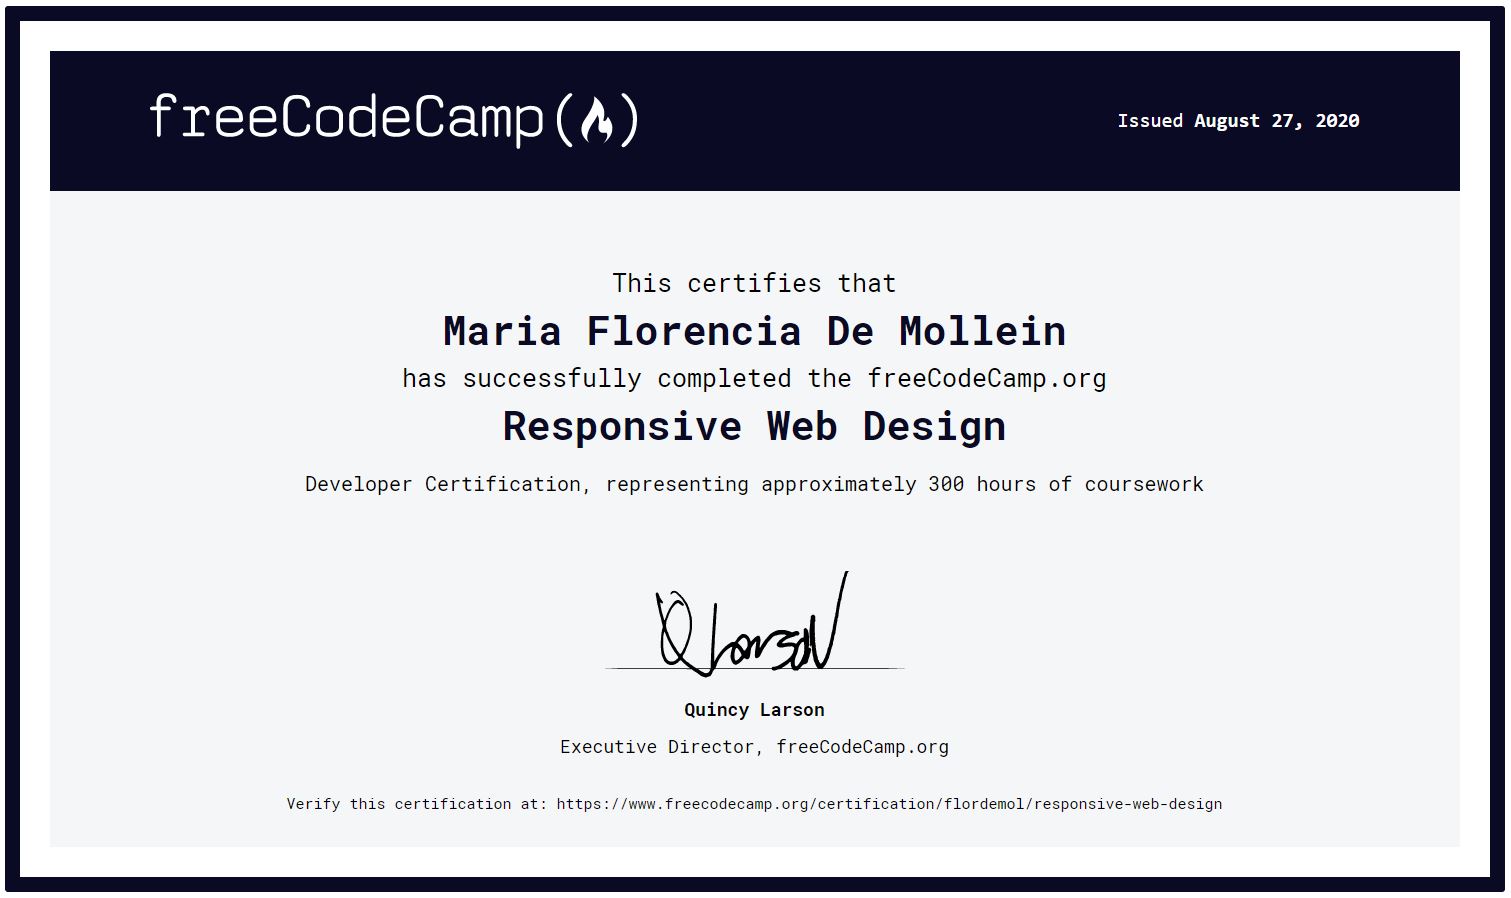 freeCodeCamp(🔥)
Issued August 27, 2020
This certifies that
Maria Florencia De Mollein
has successfully completed the freeCodeCamp.org
Responsive Web Design
Developer Certification, representing approximately 300 hours of coursework
Q Larson
Quincy Larson
Executive Director, freeCodeCamp.org
Verify this certification at: https://www.freecodecamp.org/certification/flordemol/responsive-web-design